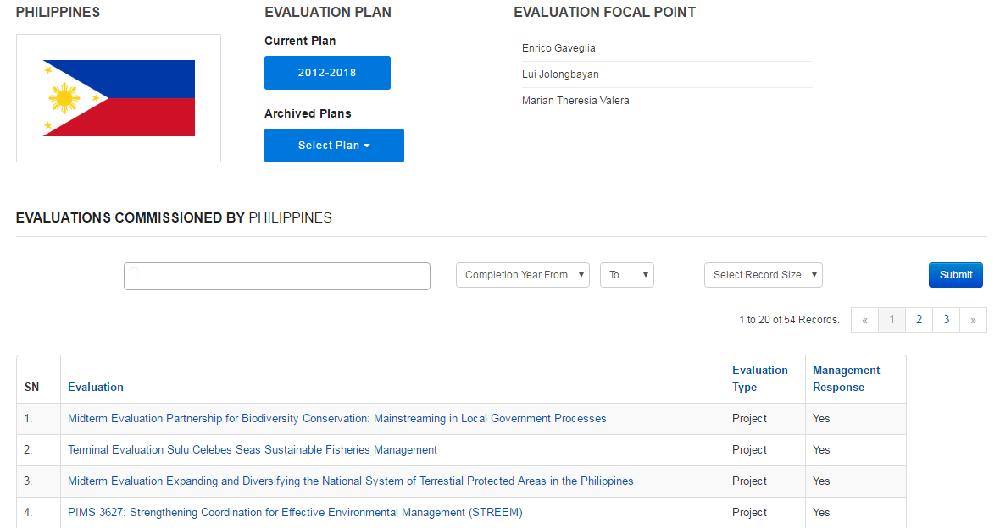 PHILIPPINES
EVALUATION PLAN
Current Plan
2012-2018
Archived Plans
Select Plan
EVALUATION FOCAL POINT
Enrico Gaveglia
Lui Jolongbayan
Marian Theresia Valera
EVALUATIONS COMMISSIONED BY PHILIPPINES
Completion Year From To Select Record Size Submit
1 to 20 of 54 Records. « 1 2 3 »
SN Evaluation Evaluation Type Management Response
1. Midterm Evaluation Partnership for Biodiversity Conservation: Mainstreaming in Local Government Processes Project Yes
2. Terminal Evaluation Sulu Celebes Seas Sustainable Fisheries Management Project Yes
3. Midterm Evaluation Expanding and Diversifying the National System of Terrestial Protected Areas in the Philippines Project Yes
4. PIMS 3627: Strengthening Coordination for Effective Environmental Management (STREEM) Project Yes